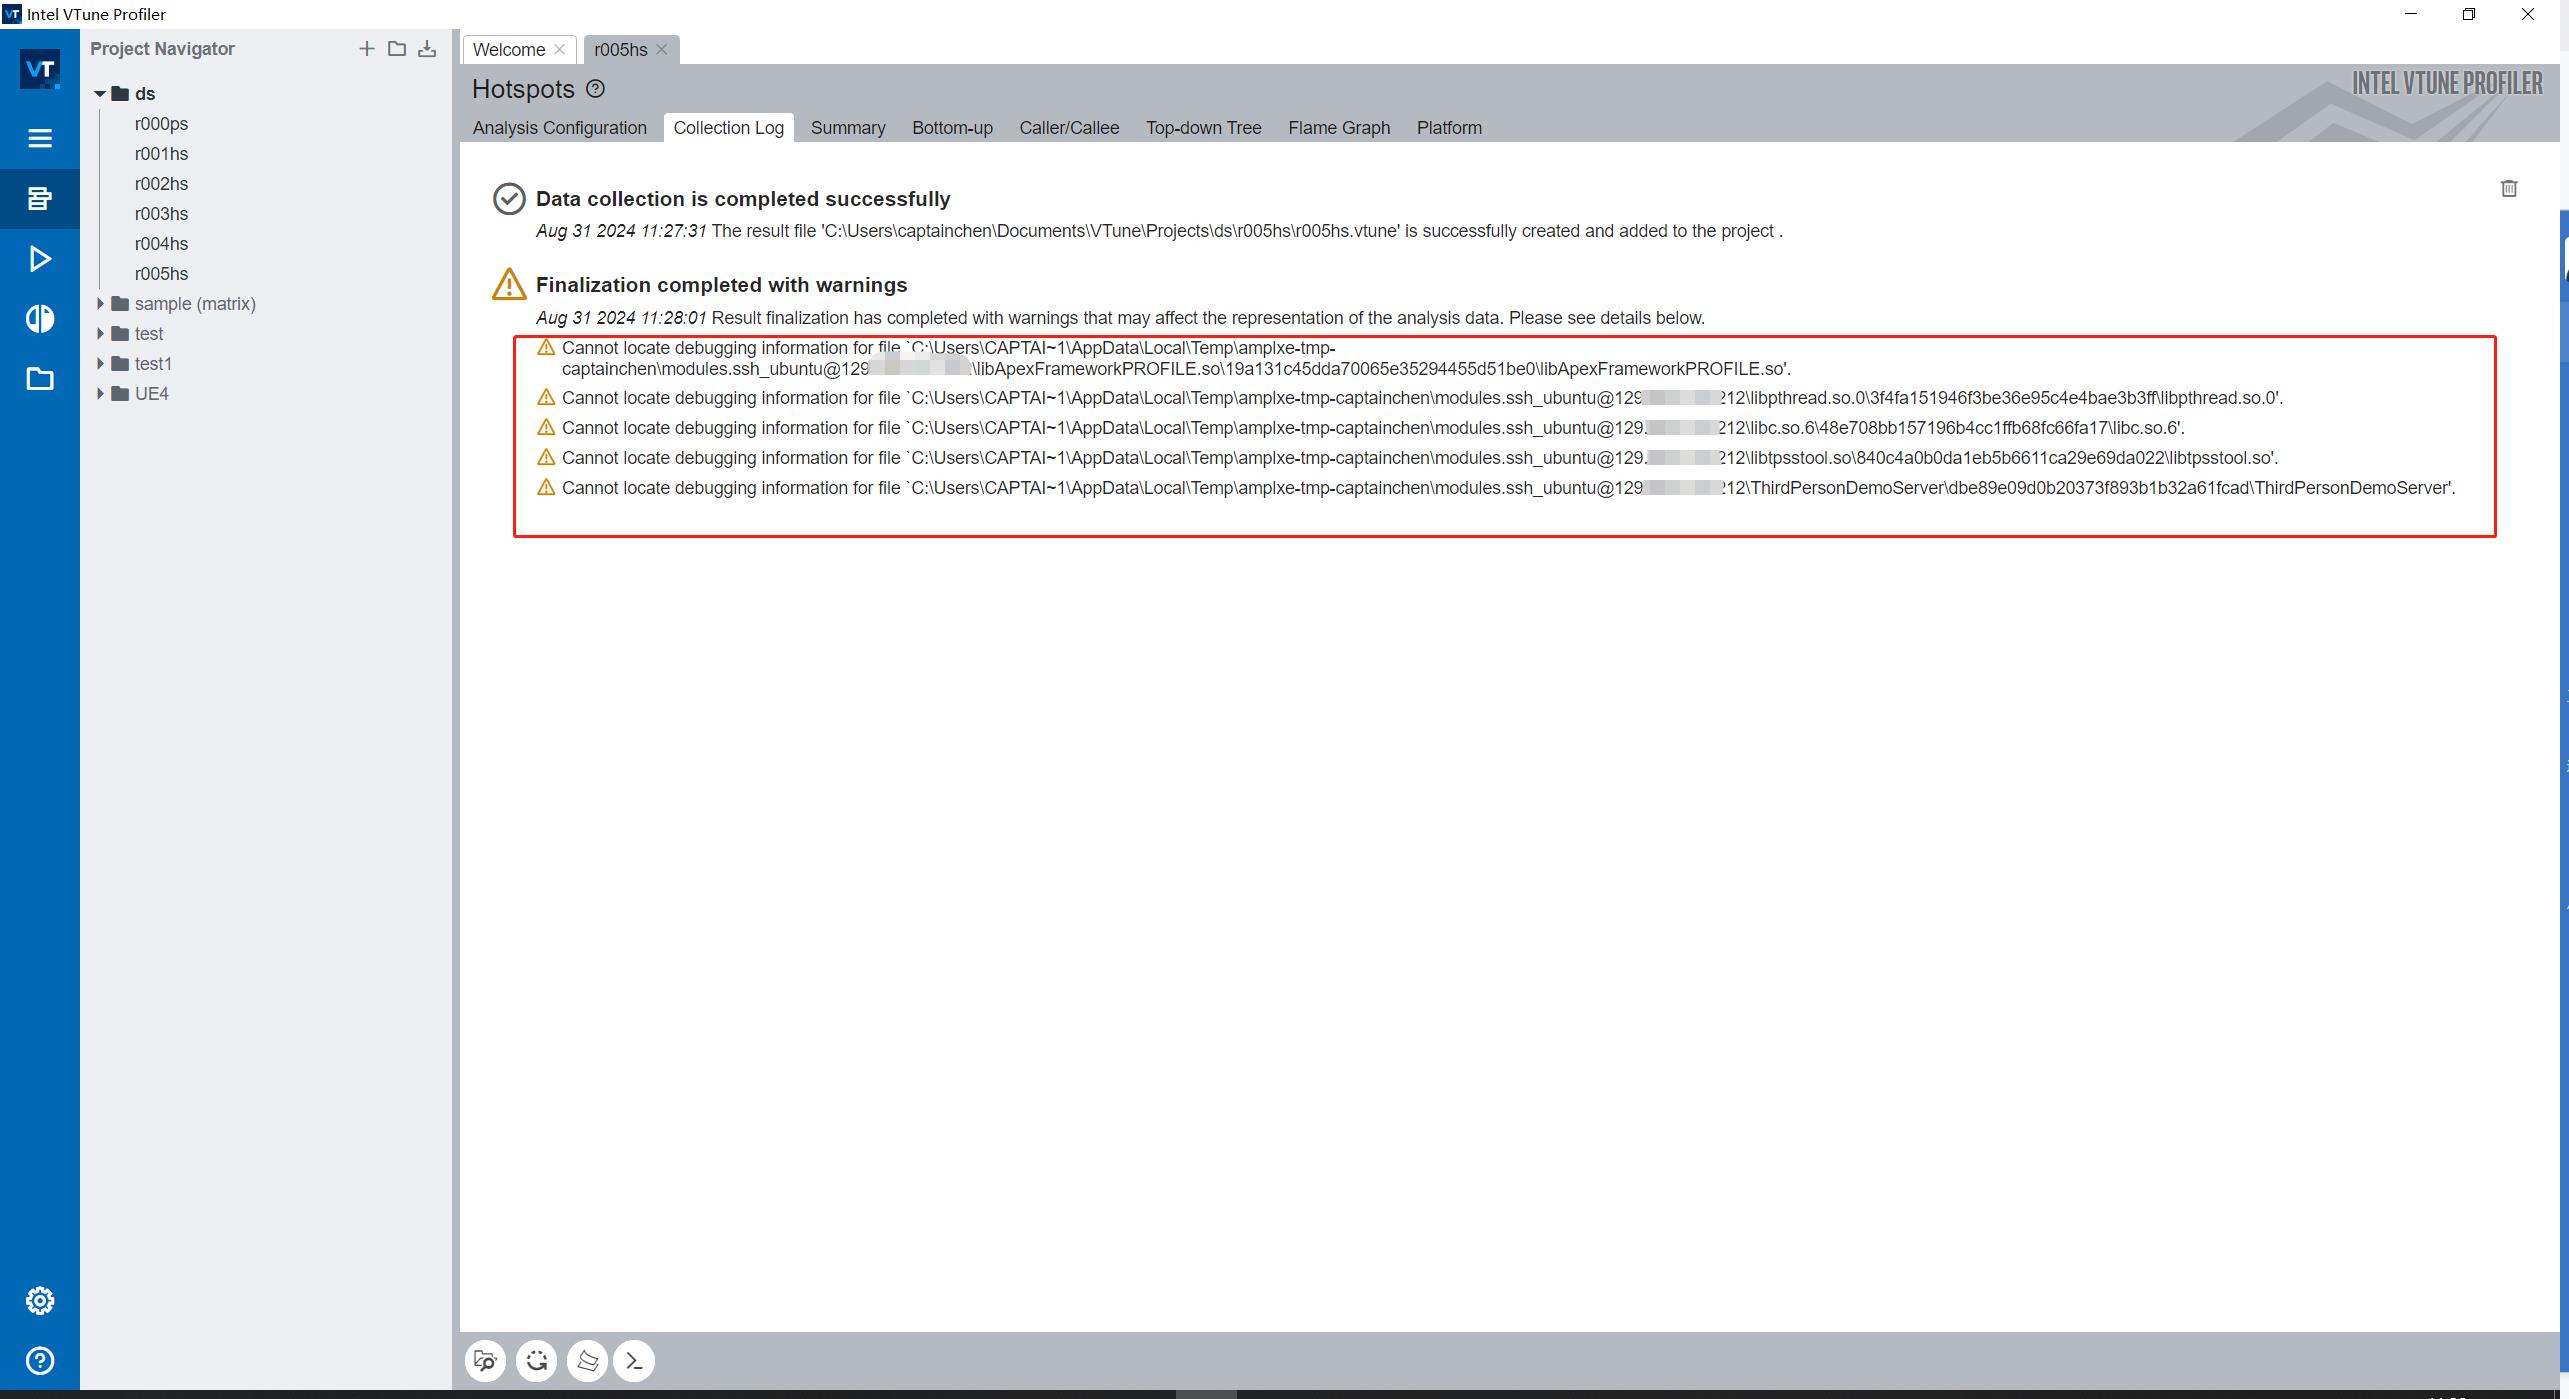 Intel VTune Profiler
Project Navigator
ds
r000ps
r001hs
r002hs
r003hs
r004hs
r005hs
sample (matrix)
test
test1
UE4
Welcome
r005hs
Hotspots
INTEL VTUNE PROFILER
Analysis Configuration Collection Log Summary Bottom-up Caller/Callee Top-down Tree Flame Graph Platform
Data collection is completed successfully
Aug 31 2024 11:27:31 The result file 'C:\Users\captainchen\Documents\VTune\Projects\ds\r005hs\r005hs.vtune' is successfully created and added to the project .
Finalization completed with warnings
Aug 31 2024 11:28:01 Result finalization has completed with warnings that may affect the representation of the analysis data. Please see details below.
Cannot locate debugging information for file `C:\Users\CAPTAI~1\AppData\Local\Temp\amplxe-tmp-
captainchen\modules.ssh_ubuntu@129 \libApexFrameworkPROFILE.so\19a131c45dda70065e35294455d51be0\libApexFrameworkPROFILE.so'.
Cannot locate debugging information for file `C:\Users\CAPTAI~1\AppData\Local\Temp\amplxe-tmp-captainchen\modules.ssh_ubuntu@129 212\libpthread.so.0\3f4fa151946f3be36e95c4e4bae3b3ff\libpthread.so.0'.
Cannot locate debugging information for file `C:\Users\CAPTAI~1\AppData\Local\Temp\amplxe-tmp-captainchen\modules.ssh_ubuntu@129. 212\libc.so.6\48e708bb157196b4cc1ffb68fc66fa17\libc.so.6'.
Cannot locate debugging information for file `C:\Users\CAPTAI~1\AppData\Local\Temp\amplxe-tmp-captainchen\modules.ssh_ubuntu@129. 212\libtpsstool.so\840c4a0b0da1eb5b6611ca29e69da022\libtpsstool.so'.
Cannot locate debugging information for file `C:\Users\CAPTAI~1\AppData\Local\Temp\amplxe-tmp-captainchen\modules.ssh_ubuntu@129 212\ThirdPersonDemoServer\dbe89e09d0b20373f893b1b32a61fcad\ThirdPersonDemoServer'.